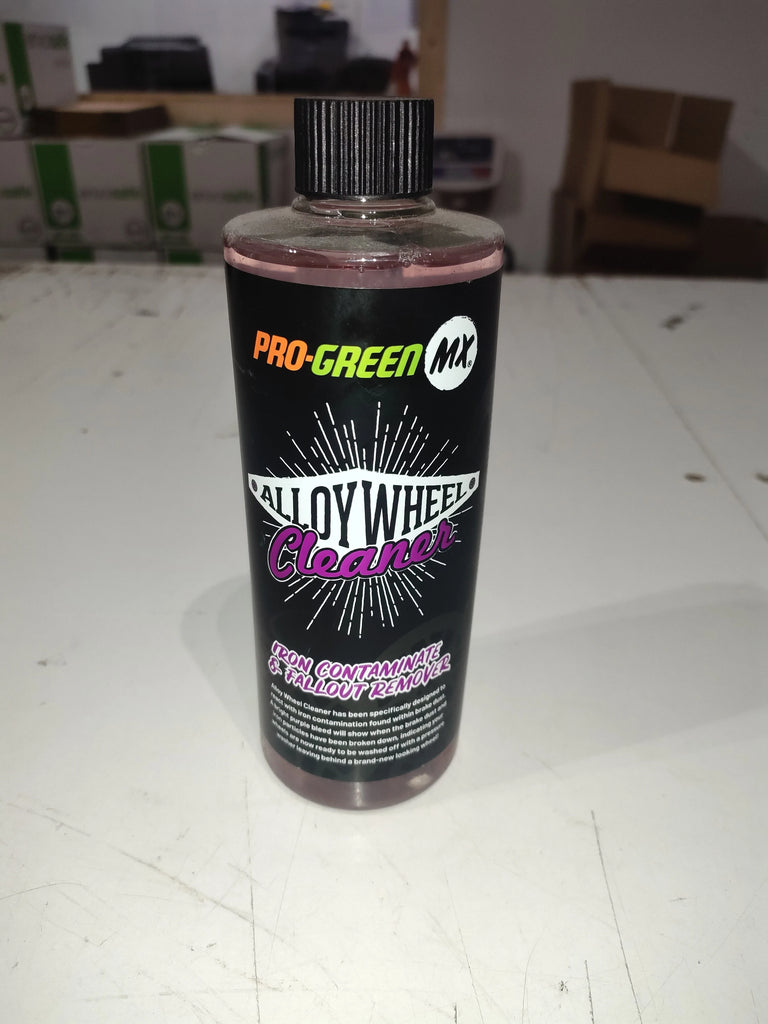 PRO-GREEN MX®
ALLOY WHEEL
Cleaner
IRON CONTAMINATE
& FALLOUT REMOVER
Alloy Wheel Cleaner has been specifically designed to
react with iron contamination found within brake dust.
A bright purple bleed will show when the brake dust and
iron particles have been broken down, indicating your
wheels are now ready to be washed off with a pressure
washer leaving behind a brand-new looking wheel!